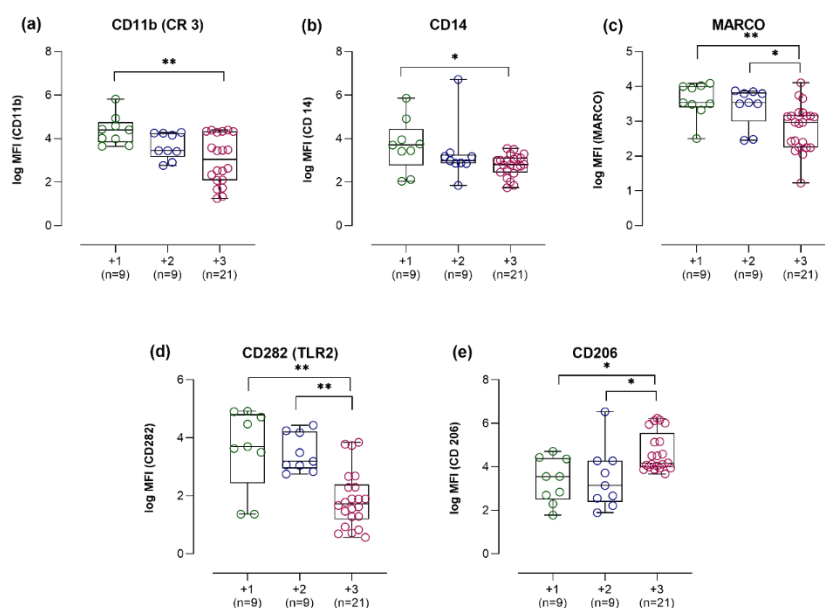 (a)
CD11b (CR 3)
**
log MFI (CD11b)
8
6
4
2
0
+1
(n=9)
+2
(n=9)
+3
(n=21)
(b)
CD14
*
log MFI (CD 14)
8
6
4
2
0
+1
(n=9)
+2
(n=9)
+3
(n=21)
(c)
MARCO
**
*
log MFI (MARCO)
5
4
3
2
1
0
+1
(n=9)
+2
(n=9)
+3
(n=21)
(d)
CD282 (TLR2)
**
**
log MFI (CD282)
6
4
2
0
+1
(n=9)
+2
(n=9)
+3
(n=21)
(e)
CD206
*
*
log MFI (CD 206)
8
6
4
2
0
+1
(n=9)
+2
(n=9)
+3
(n=21)